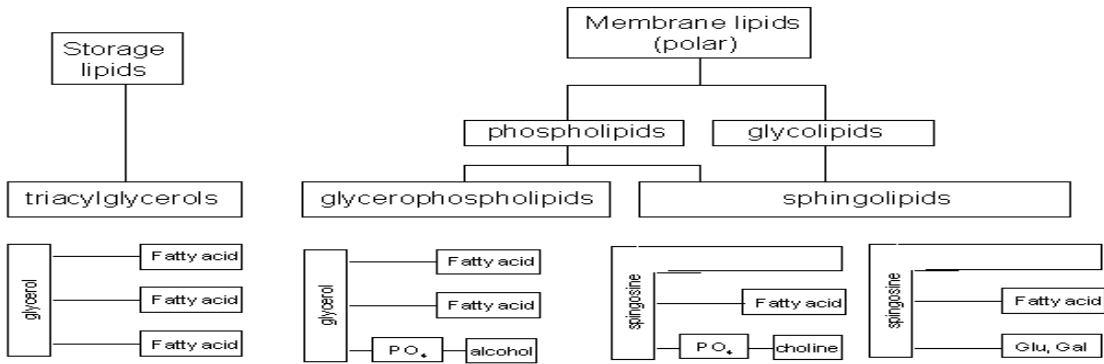 Storage
lipids
Membrane lipids
(polar)
phospholipids
glycolipids
triacylglycerols
glycerophospholipids
sphingolipids
glycerol
Fatty acid
Fatty acid
Fatty acid
glycerol
Fatty acid
Fatty acid
PO₄
alcohol
spingosine
Fatty acid
PO₄
choline
spingosine
Fatty acid
Glu, Gal